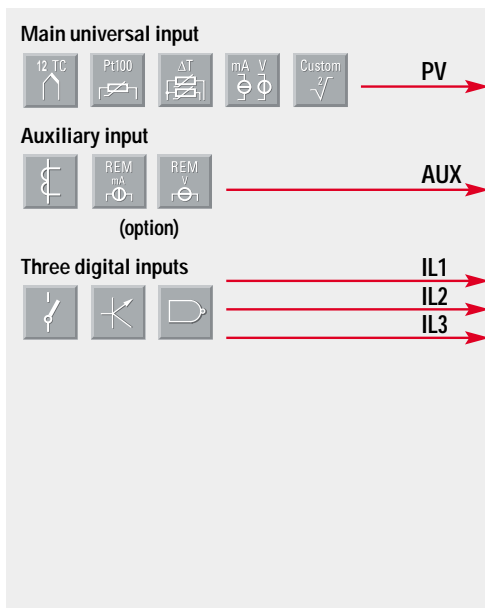 Main universal input
12 TC Pt100 ΔT mA V Custom
2√
PV
Auxiliary input
REM mA REM V
AUX
(option)
Three digital inputs
IL1
IL2
IL3